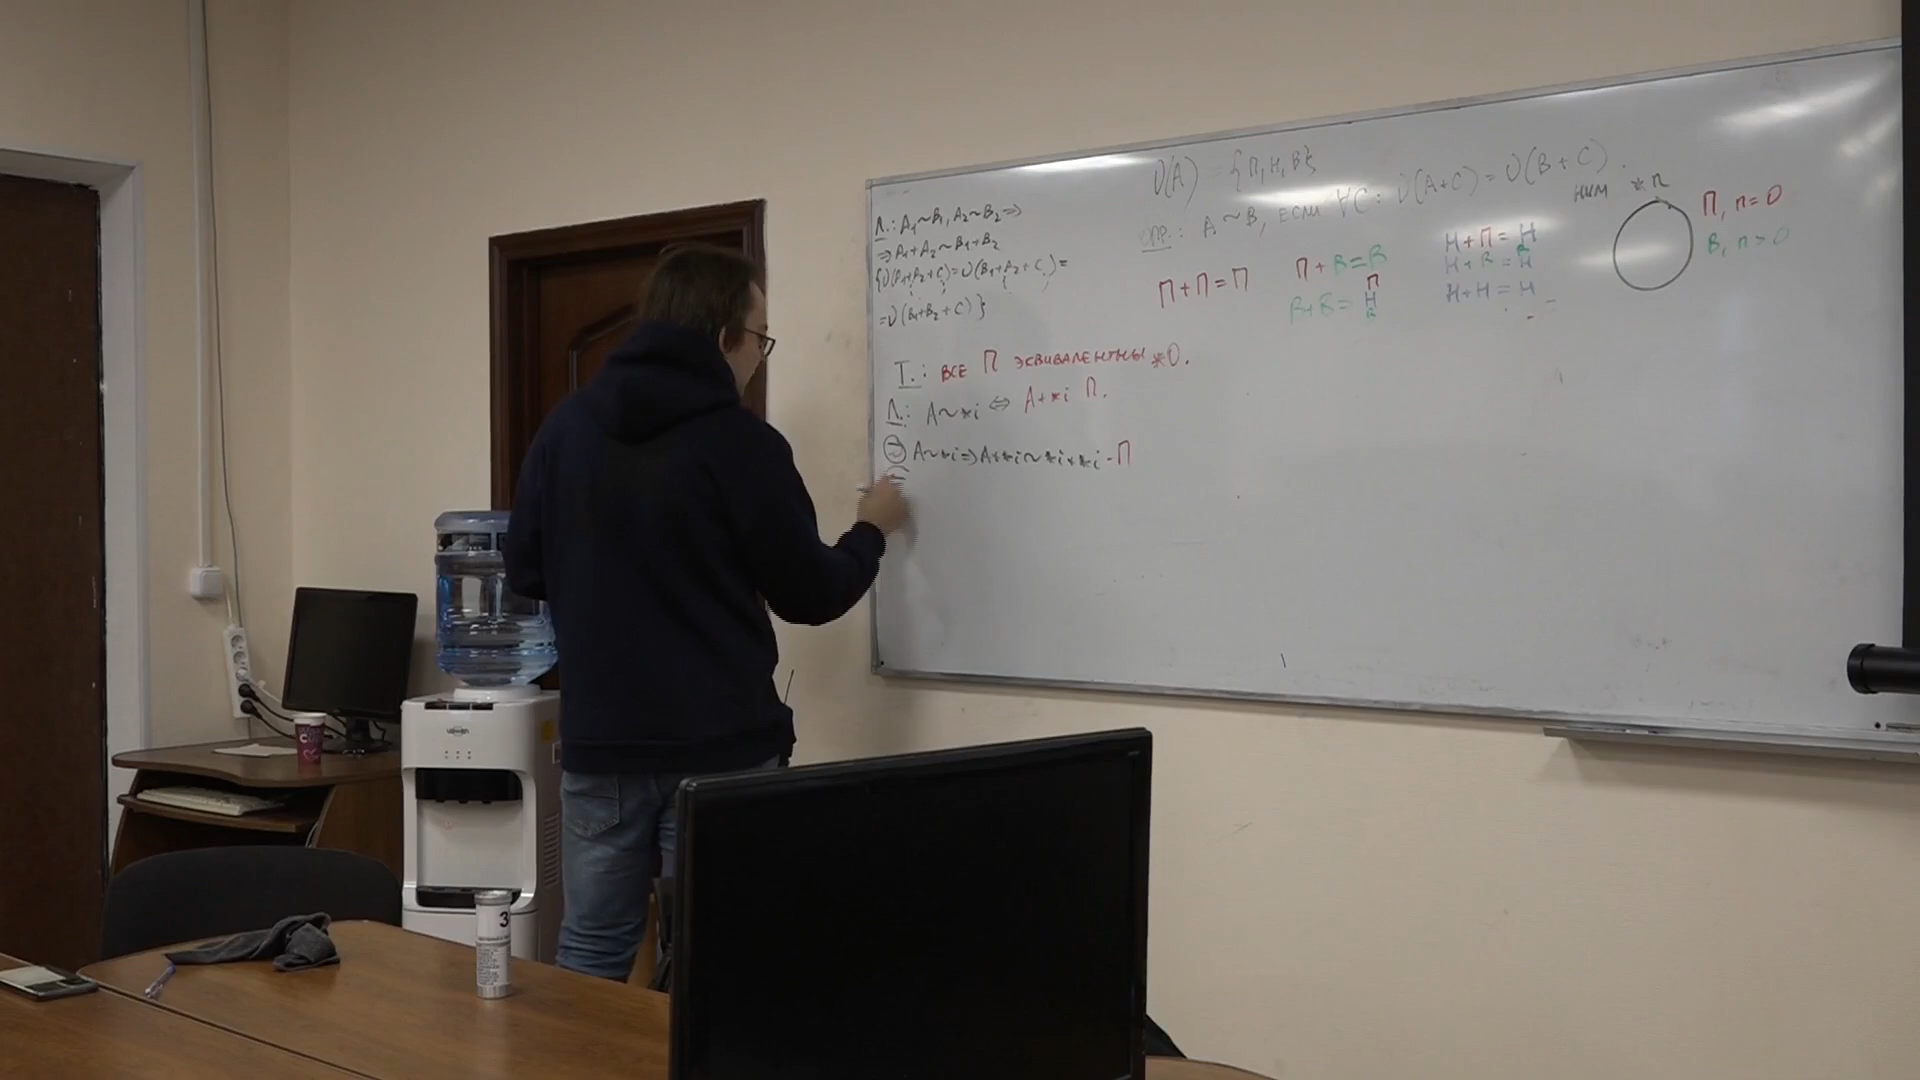 Л.: A₁~B₁, A₂~B₂ ⇒
⇒ A₁+A₂~B₁+B₂
{υ(A₁+A₂+C)=υ(B₁+A₂+C)=
=υ(B₁+B₂+C)}
Т.: ВСЕ П ЭКВИВАЛЕНТНЫ *0.
Л.: A~*i ⇔ A+*i П.
⇒ A~*i ⇒ A+*i~*i+*i - П
υ(A) = {П, Н, В}
ОПР.: A~B, ЕСЛИ ∀C: υ(A+C) = υ(B+C).
П+П=П
П+В=В
В+В= П Н В
Н+П=Н
Н+В=Н
Н+Н=Н
НИМ *n
П, n=0
В, n>0
3